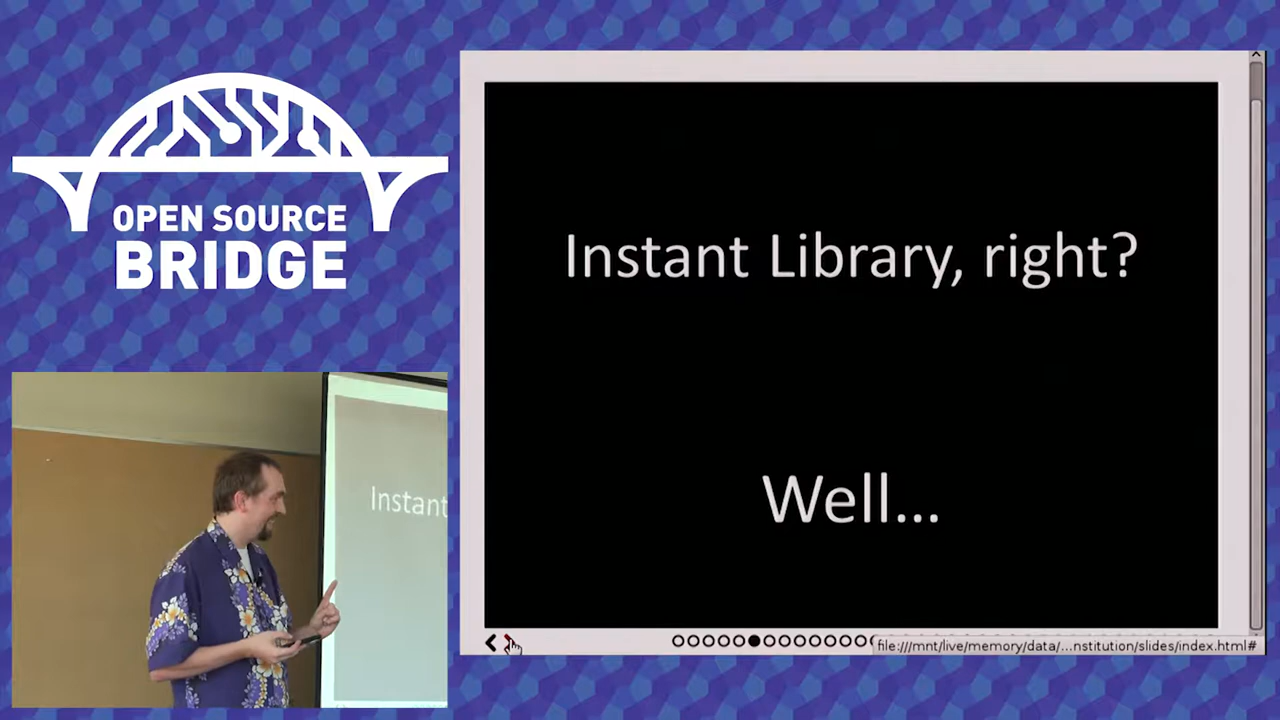 OPEN SOURCE
BRIDGE
Instant Library, right?
Well...
Instant
file:///mnt/live/memory/data/...nstitution/slides/index.html#